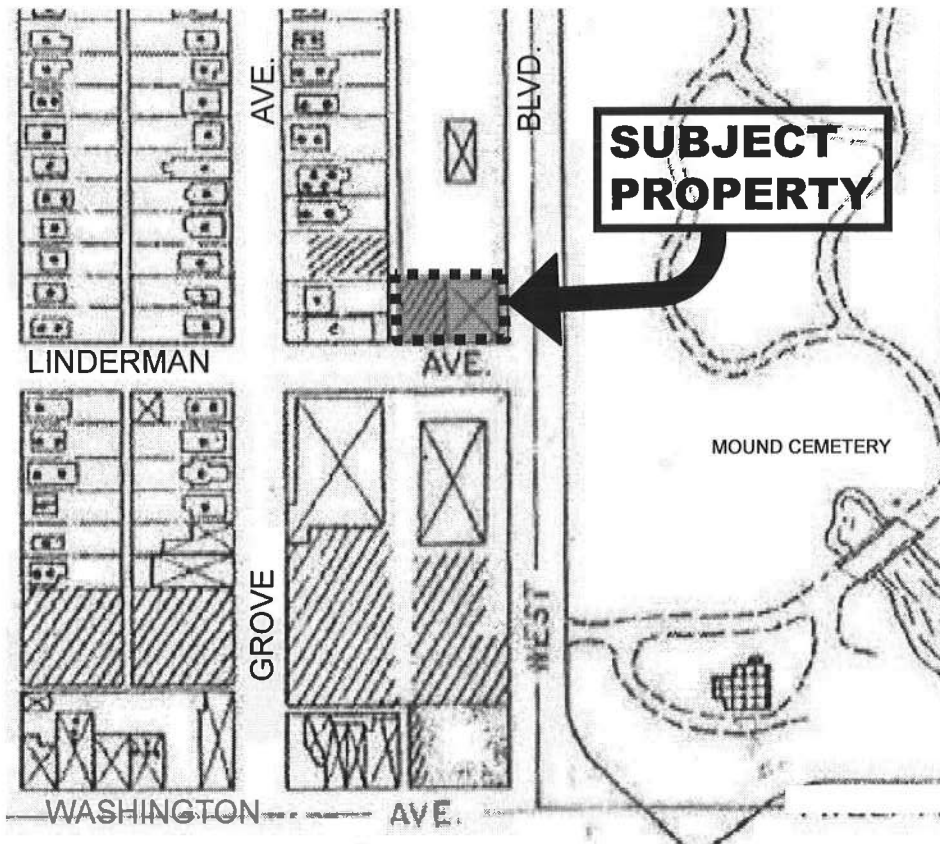 AVE.
BLVD.
SUBJECT
PROPERTY
LINDERMAN AVE.
MOUND CEMETERY
GROVE
WEST
WASHINGTON AVE.